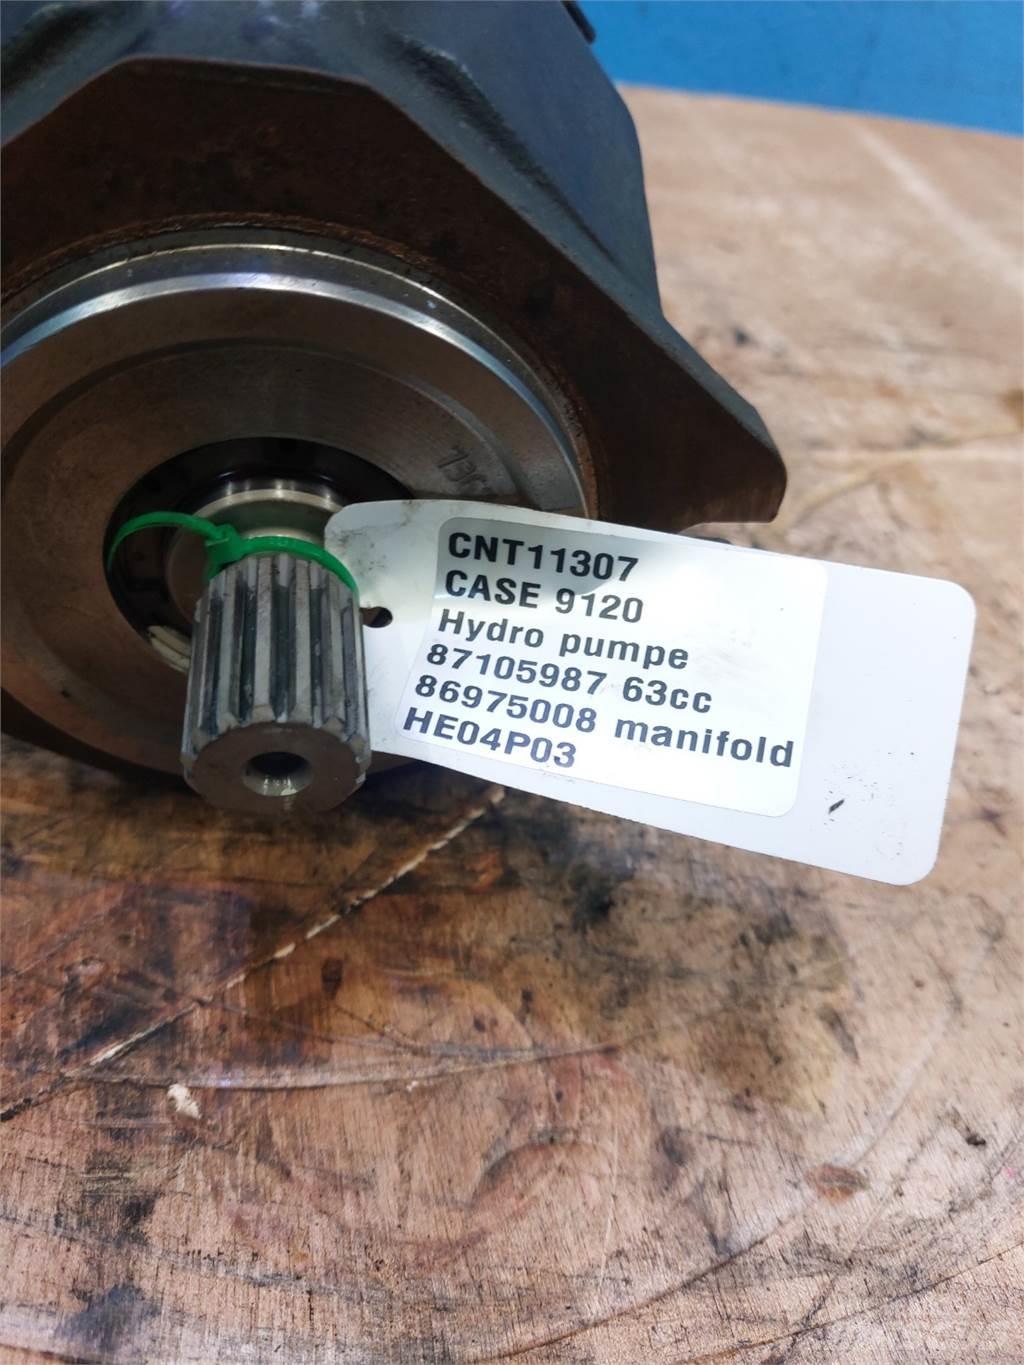 CNT11307
CASE 9120
Hydro pumpe
87105987 63cc
86975008 manifold
HE04P03